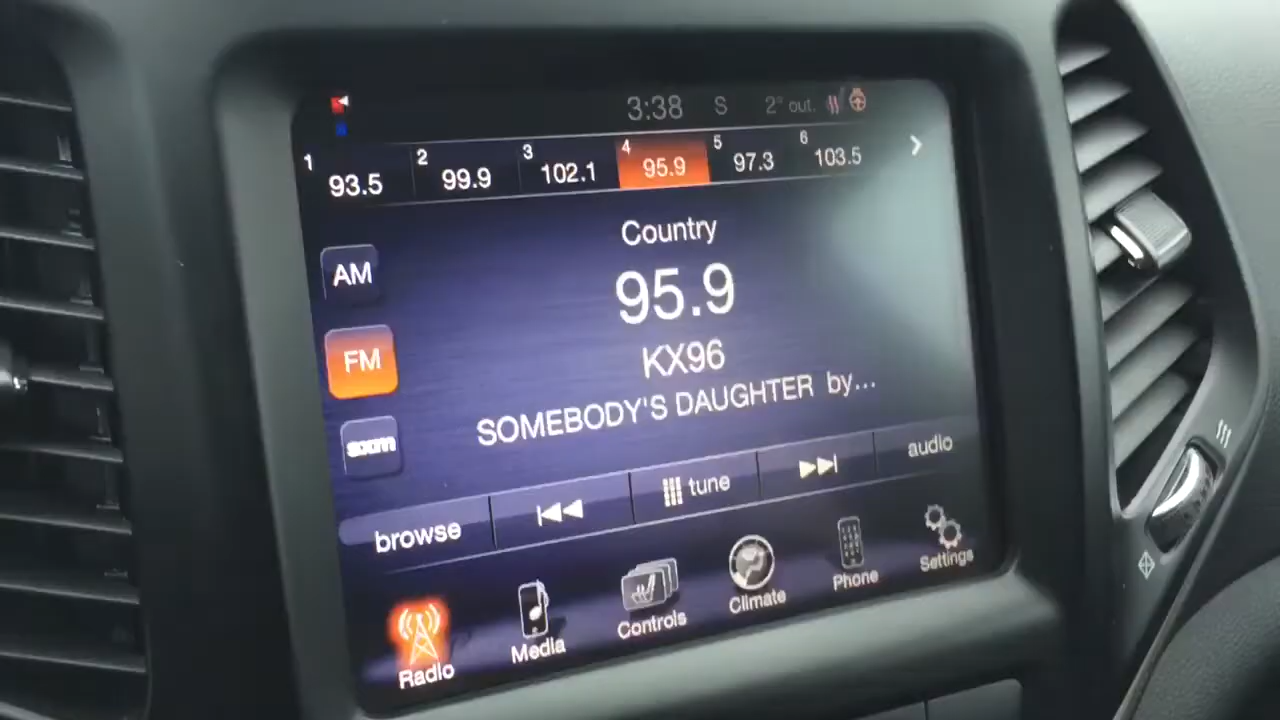 3:38 S 2° out.
1 93.5 2 99.9 3 102.1 4 95.9 5 97.3 6 103.5
Country
AM
95.9
FM
KX96
SOMEBODY'S DAUGHTER by...
sxm
browse tune audio
Radio Media Controls Climate Phone Settings